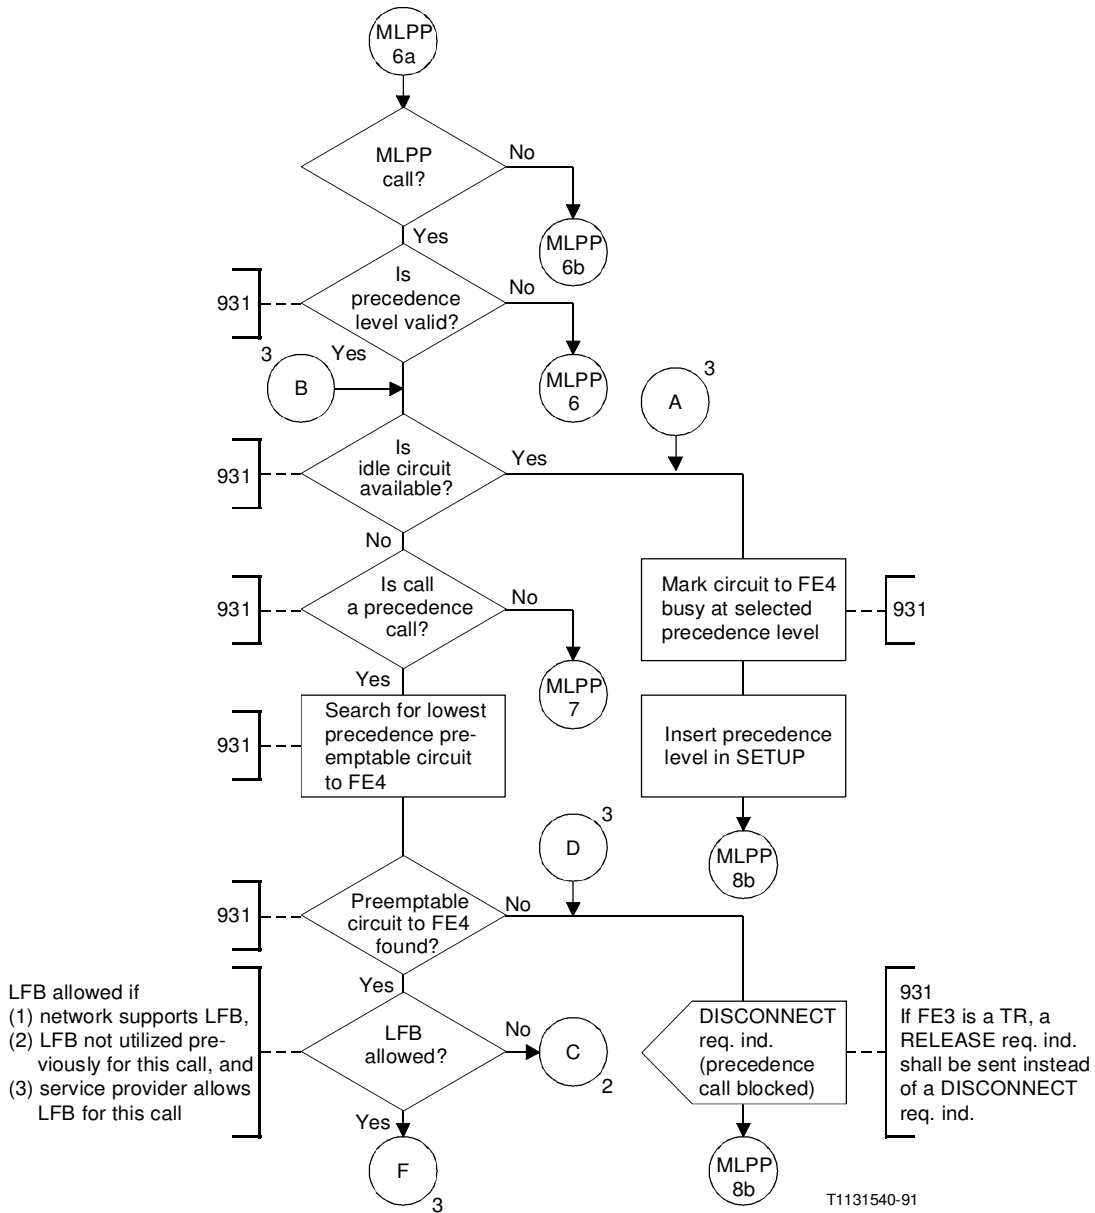 MLPP
6a
MLPP
call?
No
MLPP
6b
Yes
931
Is
precedence
level valid?
No
MLPP
6
Yes
3
B
3
A
931
Is
idle circuit
available?
Yes
No
931
Is call
a precedence
call?
No
MLPP
7
Mark circuit to FE4
busy at selected
precedence level
931
Yes
931
Search for lowest
precedence pre-
emptable circuit
to FE4
Insert precedence
level in SETUP
MLPP
8b
3
D
931
Preemptable
circuit to FE4
found?
No
Yes
LFB allowed if
(1) network supports LFB,
(2) LFB not utilized pre-
viously for this call, and
(3) service provider allows
LFB for this call
LFB
allowed?
No
C
2
DISCONNECT
req. ind.
(precedence
call blocked)
931
If FE3 is a TR, a
RELEASE req. ind.
shall be sent instead
of a DISCONNECT
req. ind.
Yes
F
3
MLPP
8b
T1131540-91